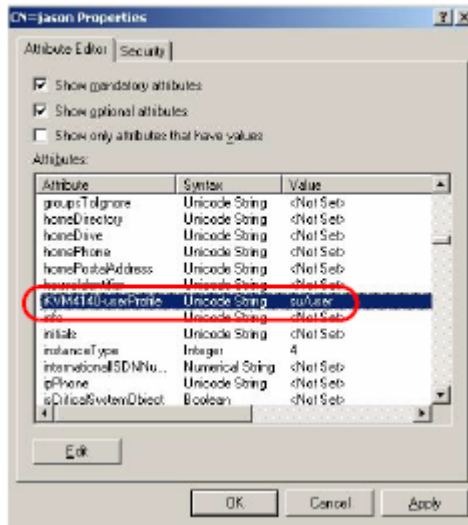 CN=jason Properties
Attribute Editor Security
Show mandatory attributes
Show optional attributes
Show only attributes that have values
Attributes:
Attribute Syntax Value
groupsToIgnore Unicode String <Not Set>
homeDirectory Unicode String <Not Set>
homeDrive Unicode String <Not Set>
homePhone Unicode String <Not Set>
homePostalAddress Unicode String <Not Set>
houseIdentifier Unicode String <Not Set>
iKVM4140-userProfile Unicode String su/user
info Unicode String <Not Set>
initials Unicode String <Not Set>
instanceType Integer 4
internationalISDNNu... Numerical String <Not Set>
ipPhone Unicode String <Not Set>
isCriticalSystemObject Boolean <Not Set>
Edit
OK Cancel Apply